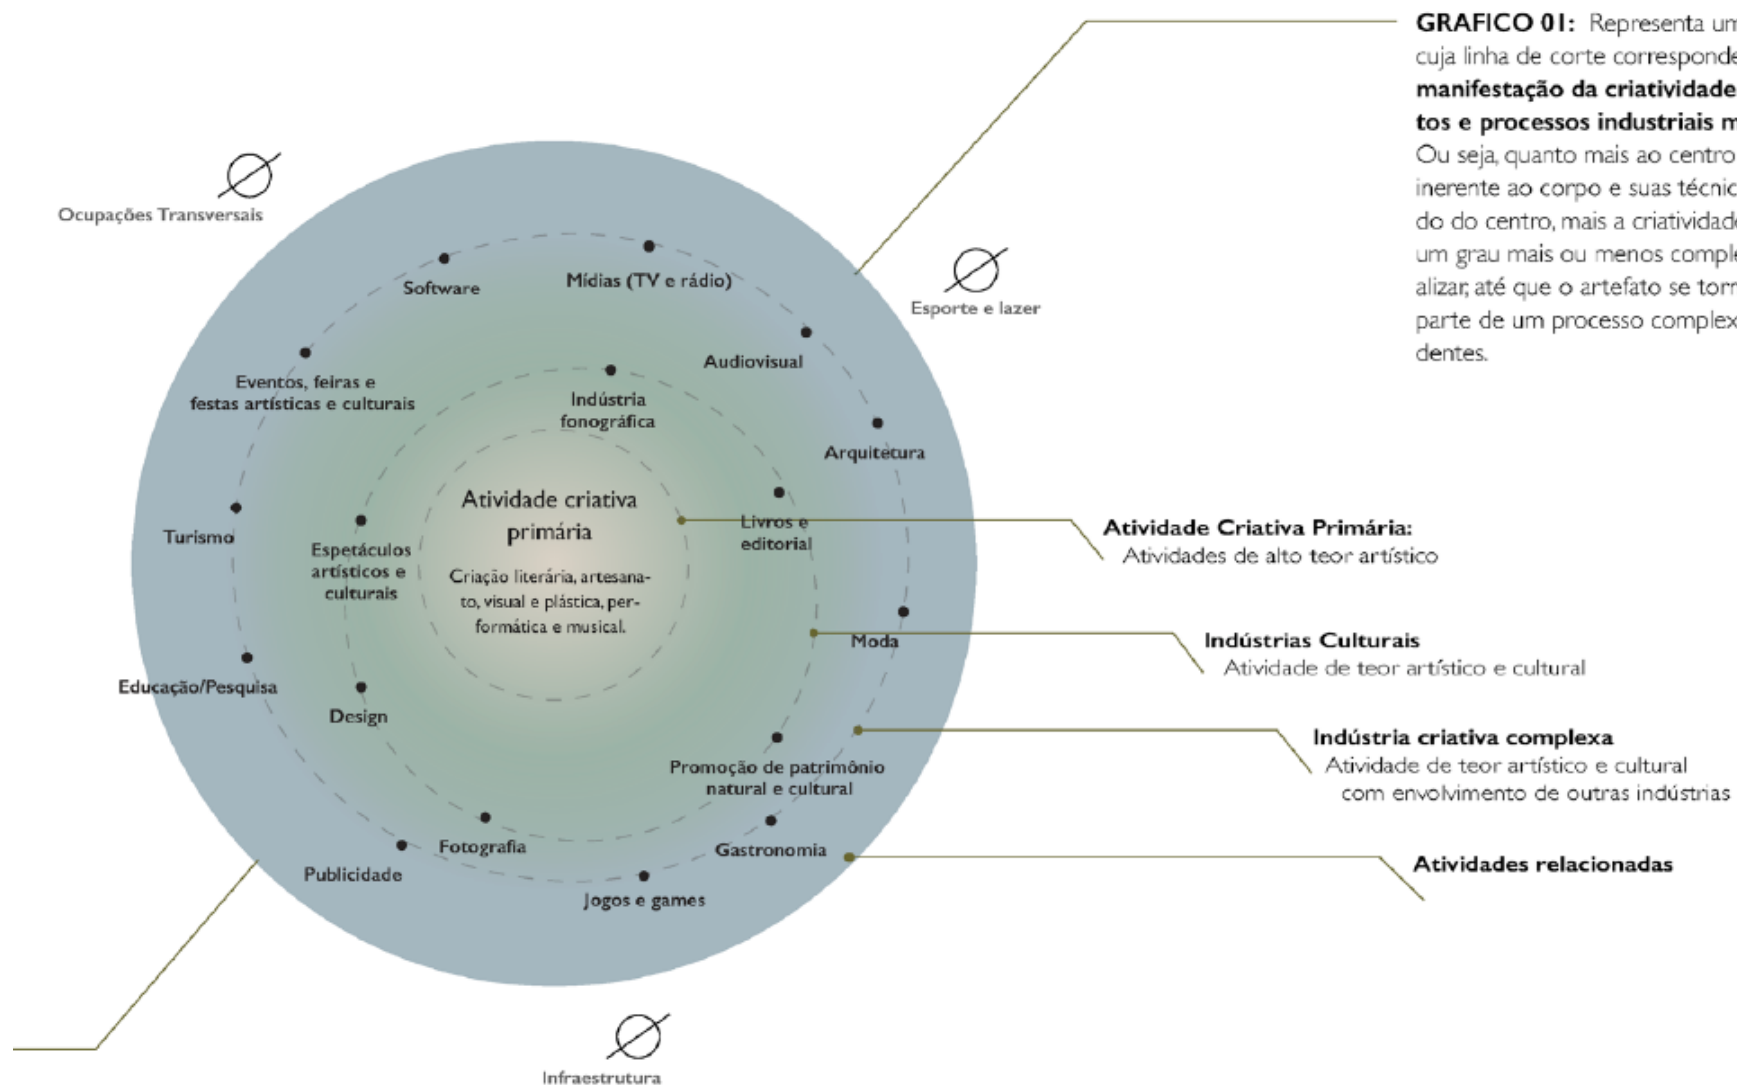 GRAFICO 01: Representa um
cuja linha de corte corresponde
manifestação da criatividade
tos e processos industriais m
Ou seja, quanto mais ao centro
inerente ao corpo e suas técnic
do do centro, mais a criatividade
um grau mais ou menos comple
alizar, até que o artefato se torn
parte de um processo complex
dentes.
Ocupações Transversais
Esporte e lazer
Software
Mídias (TV e rádio)
Audiovisual
Eventos, feiras e
festas artísticas e culturais
Indústria
fonográfica
Arquitetura
Atividade criativa
primária
Criação literária, artesana-
to, visual e plástica, per-
formática e musical.
Livros e
editorial
Turismo
Espetáculos
artísticos e
culturais
Moda
Educação/Pesquisa
Design
Promoção de patrimônio
natural e cultural
Fotografia
Gastronomia
Publicidade
Jogos e games
Infraestrutura
Atividade Criativa Primária:
Atividades de alto teor artístico
Indústrias Culturais
Atividade de teor artístico e cultural
Indústria criativa complexa
Atividade de teor artístico e cultural
com envolvimento de outras indústrias
Atividades relacionadas